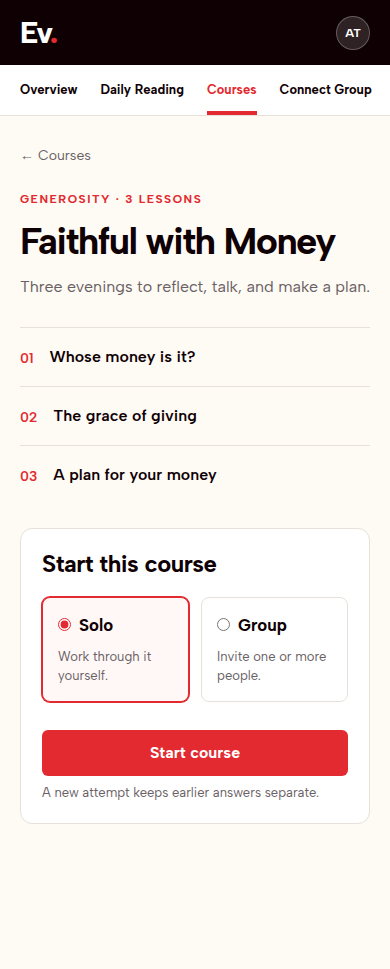 Ev.
AT
Overview
Daily Reading
Courses
Connect Group
← Courses
GENEROSITY · 3 LESSONS
Faithful with Money
Three evenings to reflect, talk, and make a plan.
01 Whose money is it?
02 The grace of giving
03 A plan for your money
Start this course
Solo
Work through it
yourself.
Group
Invite one or more
people.
Start course
A new attempt keeps earlier answers separate.